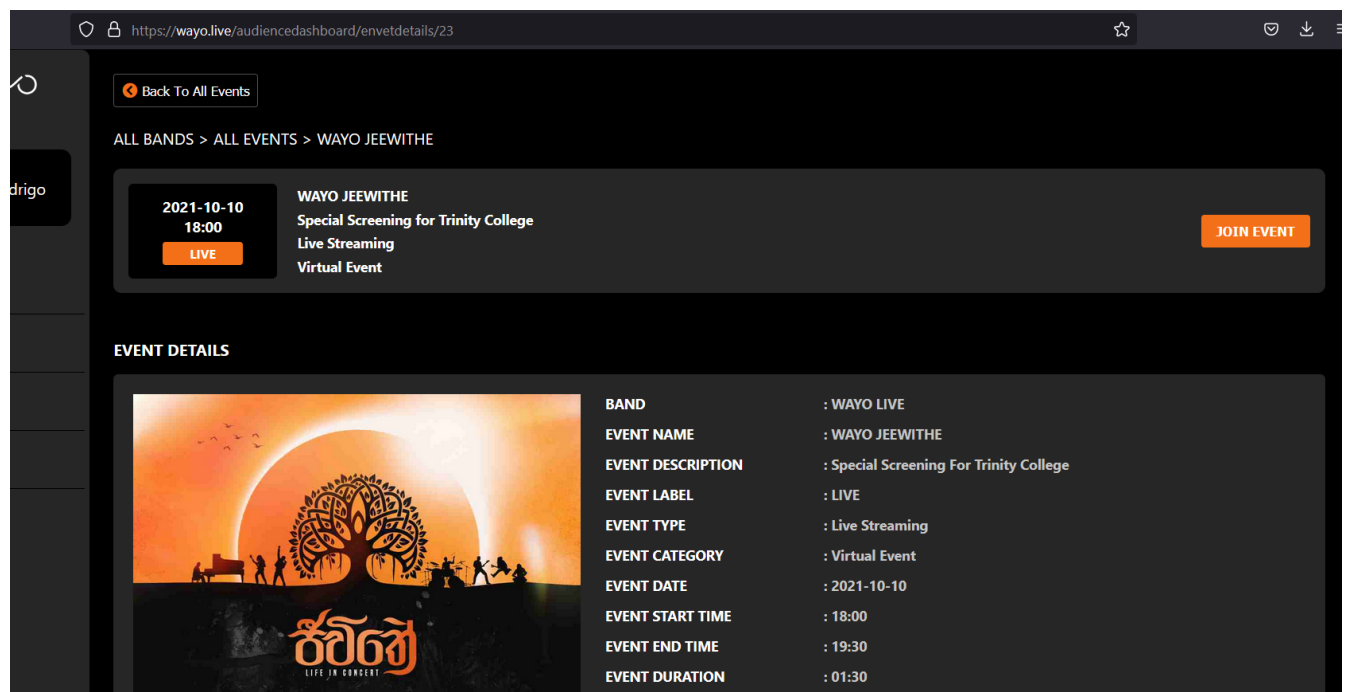 https://wayo.live/audiencedashboard/envetdetails/23
Back To All Events
ALL BANDS > ALL EVENTS > WAYO JEEWITHE
drigo
2021-10-10
18:00
LIVE
WAYO JEEWITHE
Special Screening for Trinity College
Live Streaming
Virtual Event
JOIN EVENT
EVENT DETAILS
ජීවිතේ
LIFE IN CONCERT
BAND : WAYO LIVE
EVENT NAME : WAYO JEEWITHE
EVENT DESCRIPTION : Special Screening For Trinity College
EVENT LABEL : LIVE
EVENT TYPE : Live Streaming
EVENT CATEGORY : Virtual Event
EVENT DATE : 2021-10-10
EVENT START TIME : 18:00
EVENT END TIME : 19:30
EVENT DURATION : 01:30